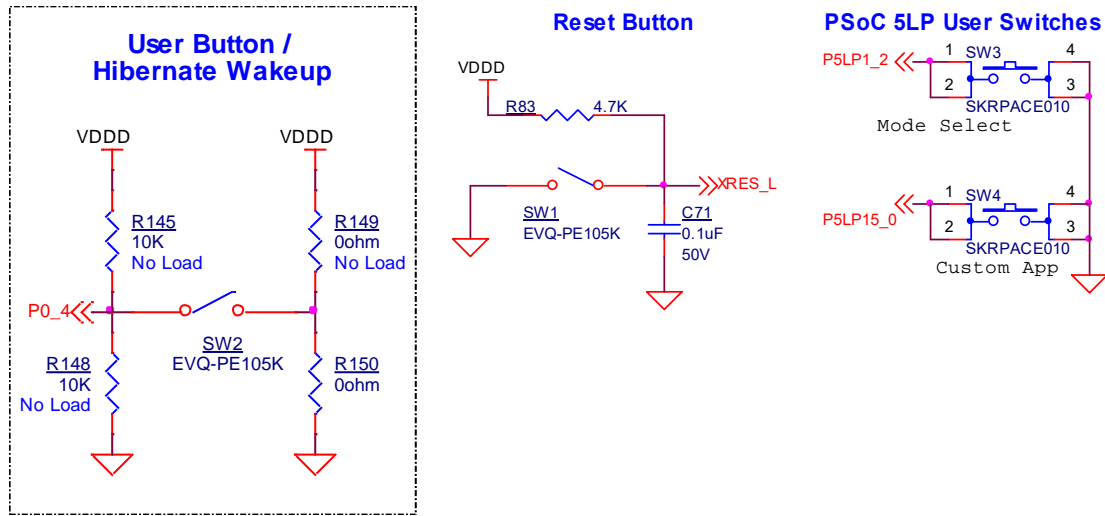 User Button /
Hibernate Wakeup
VDDD
VDDD
R145
10K
No Load
R149
0ohm
No Load
P0_4
SW2
EVQ-PE105K
R148
10K
No Load
R150
0ohm
Reset Button
VDDD
R83
4.7K
XRES_L
SW1
EVQ-PE105K
C71
0.1uF
50V
PSoC 5LP User Switches
P5LP1_2
1
SW3
4
2
3
SKRPACE010
Mode Select
P5LP15_0
1
SW4
4
2
3
SKRPACE010
Custom App